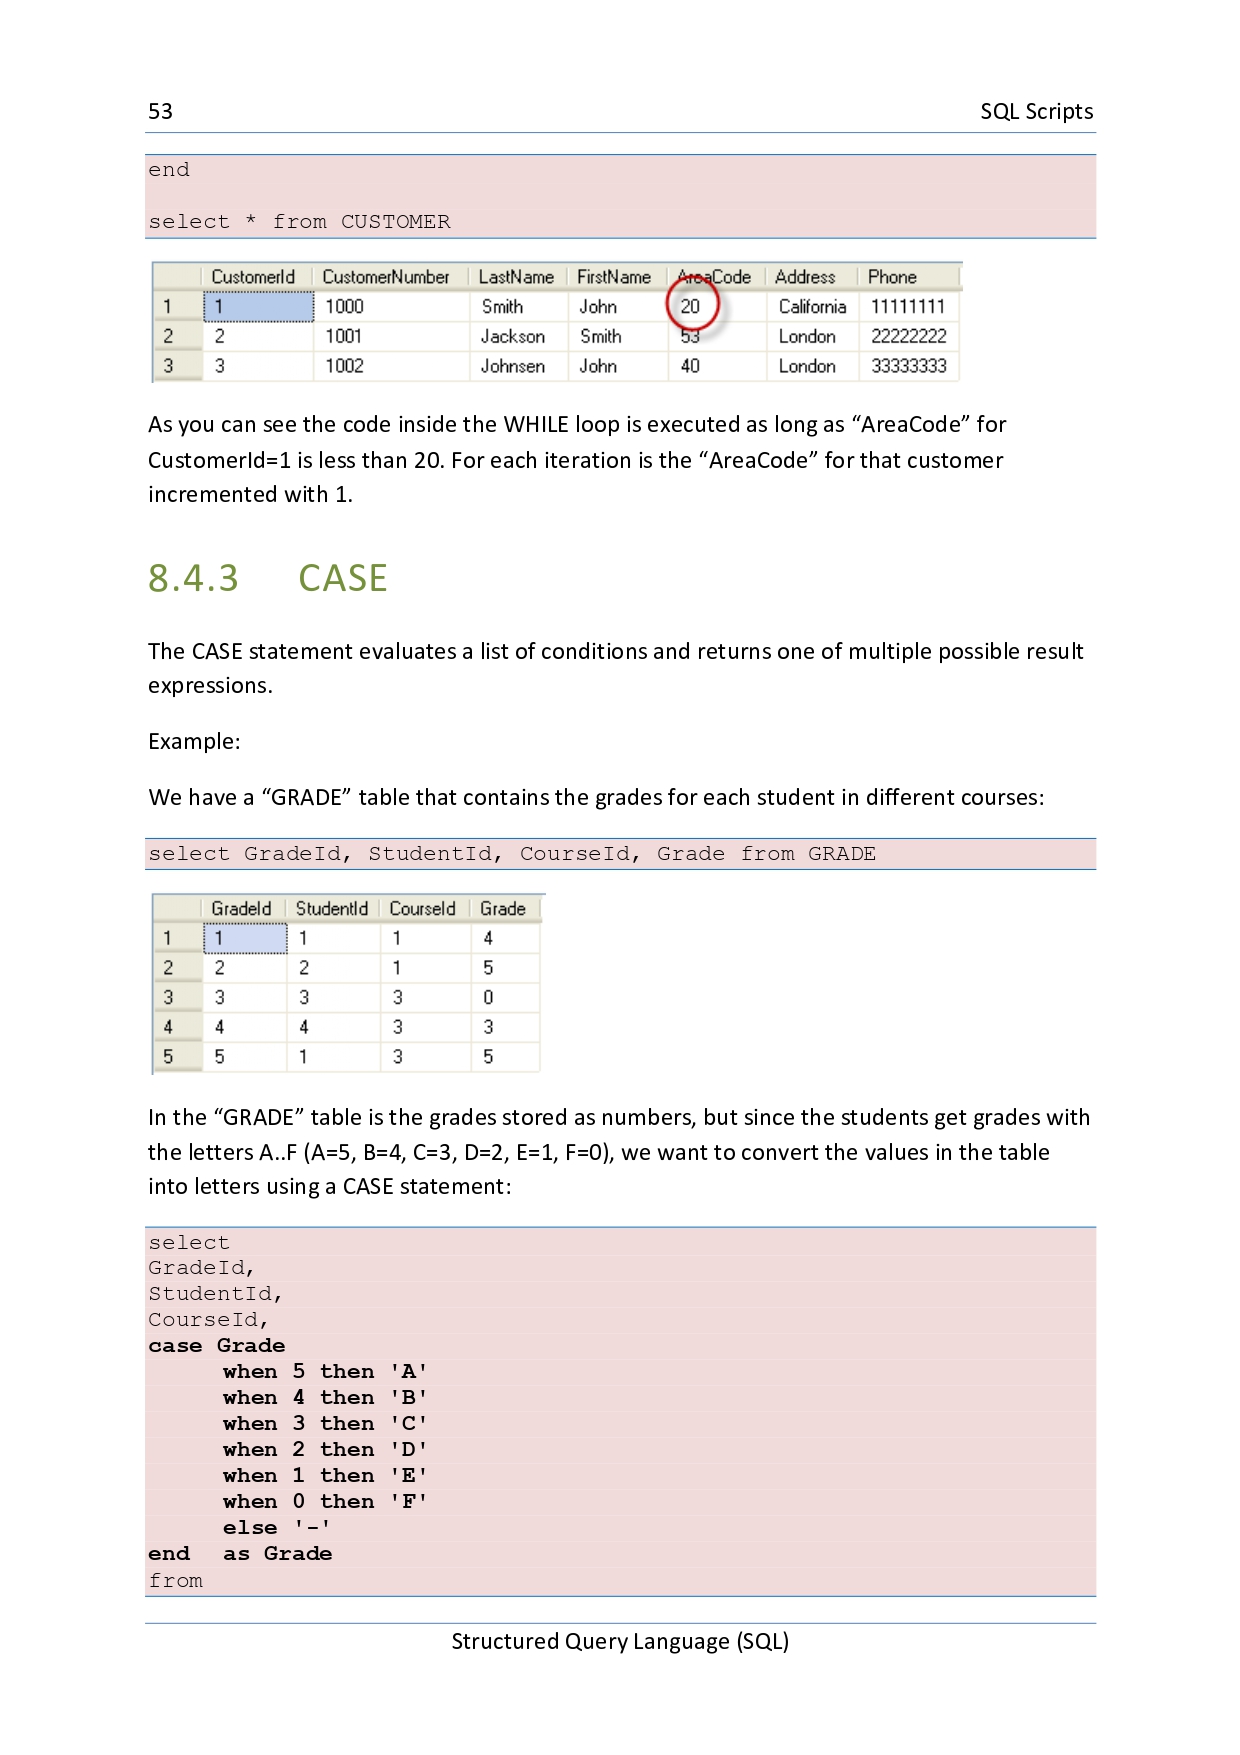 53 SQL Scripts
end
select * from CUSTOMER
CustomerId CustomerNumber LastName FirstName AreaCode Address Phone
1 1 1000 Smith John 20 California 11111111
2 2 1001 Jackson Smith 53 London 22222222
3 3 1002 Johnsen John 40 London 33333333
As you can see the code inside the WHILE loop is executed as long as “AreaCode” for
CustomerId=1 is less than 20. For each iteration is the “AreaCode” for that customer
incremented with 1.
8.4.3 CASE
The CASE statement evaluates a list of conditions and returns one of multiple possible result
expressions.
Example:
We have a “GRADE” table that contains the grades for each student in different courses:
select GradeId, StudentId, CourseId, Grade from GRADE
GradeId StudentId CourseId Grade
1 1 1 1 4
2 2 2 1 5
3 3 3 3 0
4 4 4 3 3
5 5 1 3 5
In the “GRADE” table is the grades stored as numbers, but since the students get grades with
the letters A..F (A=5, B=4, C=3, D=2, E=1, F=0), we want to convert the values in the table
into letters using a CASE statement:
select
GradeId,
StudentId,
CourseId,
case Grade
when 5 then 'A'
when 4 then 'B'
when 3 then 'C'
when 2 then 'D'
when 1 then 'E'
when 0 then 'F'
else '-'
end as Grade
from
Structured Query Language (SQL)